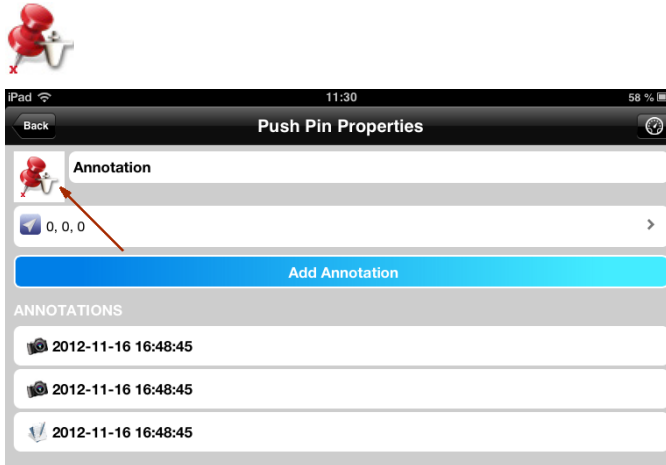 x
iPad 11:30 58 %
Back Push Pin Properties
x Annotation
0, 0, 0
Add Annotation
ANNOTATIONS
2012-11-16 16:48:45
2012-11-16 16:48:45
2012-11-16 16:48:45